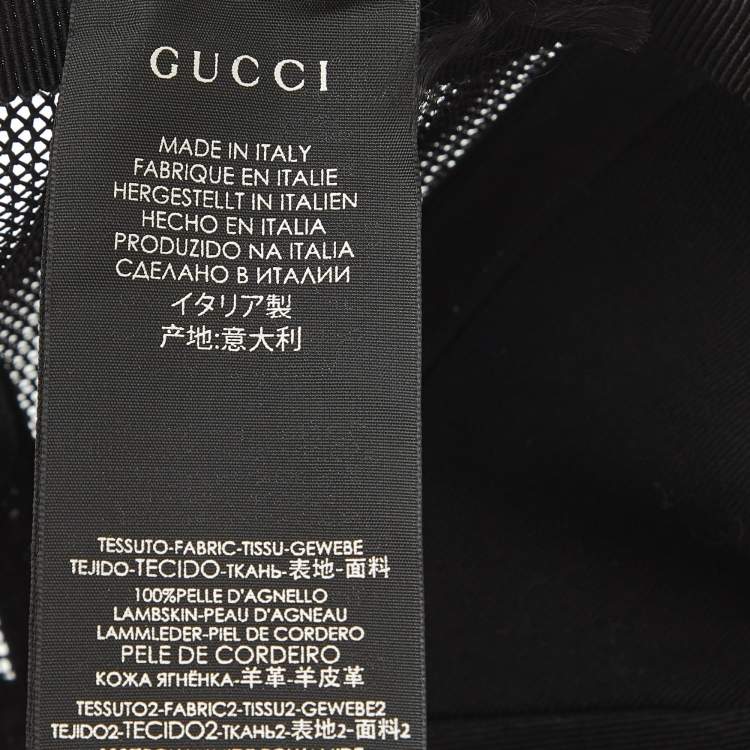 GUCCI
MADE IN ITALY
FABRIQUE EN ITALIE
HERGESTELLT IN ITALIEN
HECHO EN ITALIA
PRODUZIDO NA ITALIA
СДЕЛАНО В ИТАЛИИ
イタリア製
产地:意大利
TESSUTO-FABRIC-TISSU-GEWEBE
TEJIDO-TECIDO-ТКАНЬ-表地-面料
100%PELLE D'AGNELLO
LAMBSKIN-PEAU D'AGNEAU
LAMMLEDER-PIEL DE CORDERO
PELE DE CORDEIRO
КОЖА ЯГНЁНКА-羊革-羊皮革
TESSUTO2-FABRIC2-TISSU2-GEWEBE2
TEJIDO2-TECIDO2-ТКАНЬ2-表地2-面料2